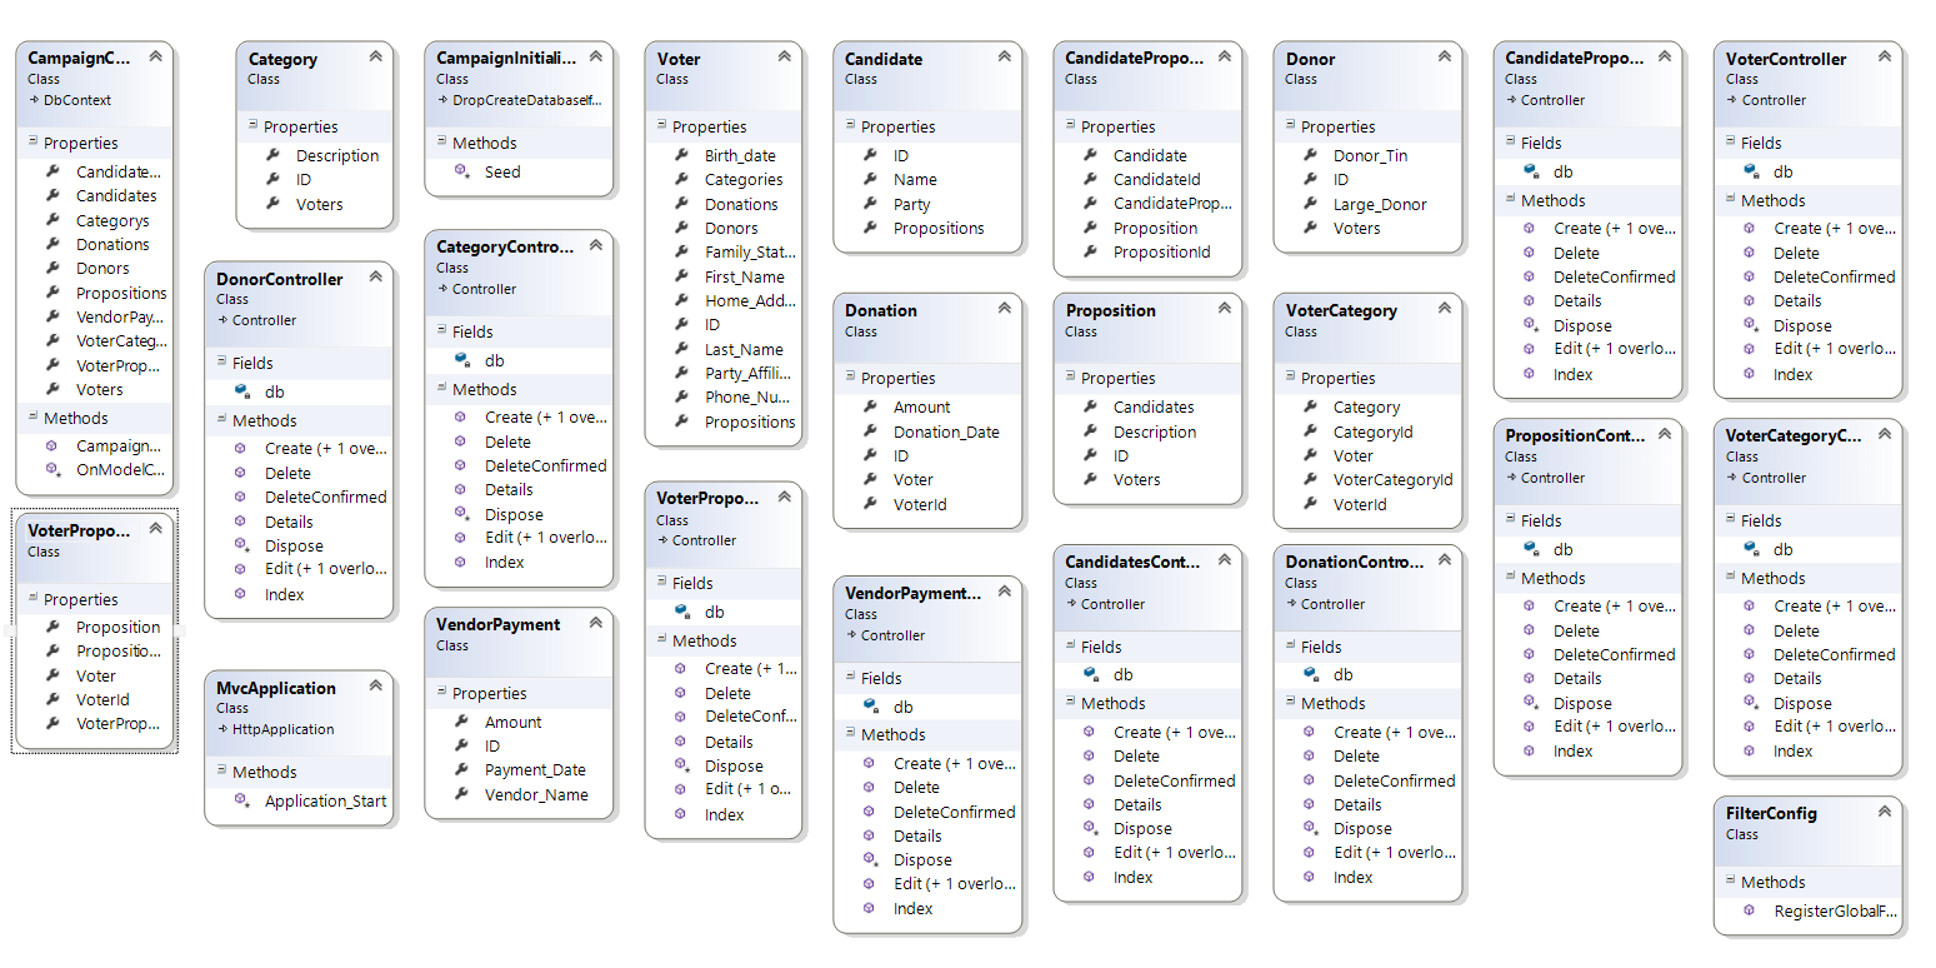 CampaignC...
Class
DbContext
Properties
Candidate...
Candidates
Categorys
Donations
Donors
Propositions
VendorPay...
VoterCateg...
VoterProp...
Voters
Methods
Campaign...
OnModelC...
VoterPropo...
Class
Properties
Proposition
Propositio...
Voter
VoterId
VoterProp...
Category
Class
Properties
Description
ID
Voters
DonorController
Class
Controller
Fields
db
Methods
Create (+ 1 ove...
Delete
DeleteConfirmed
Details
Dispose
Edit (+ 1 overlo...
Index
MvcApplication
Class
HttpApplication
Methods
Application_Start
CampaignInitiali...
Class
DropCreateDatabaseIf...
Methods
Seed
CategoryContro...
Class
Controller
Fields
db
Methods
Create (+ 1 ove...
Delete
DeleteConfirmed
Details
Dispose
Edit (+ 1 overlo...
Index
VendorPayment
Class
Properties
Amount
ID
Payment_Date
Vendor_Name
Voter
Class
Properties
Birth_date
Categories
Donations
Donors
Family_Stat...
First_Name
Home_Add...
ID
Last_Name
Party_Affili...
Phone_Nu...
Propositions
VoterPropo...
Class
Controller
Fields
db
Methods
Create (+ 1...
Delete
DeleteConf...
Details
Dispose
Edit (+ 1 o...
Index
Candidate
Class
Properties
ID
Name
Party
Propositions
Donation
Class
Properties
Amount
Donation_Date
ID
Voter
VoterId
VendorPayment...
Class
Controller
Fields
db
Methods
Create (+ 1 ove...
Delete
DeleteConfirmed
Details
Dispose
Edit (+ 1 overlo...
Index
CandidatePropo...
Class
Properties
Candidate
CandidateId
CandidateProp...
Proposition
PropositionId
Proposition
Class
Properties
Candidates
Description
ID
Voters
CandidatesCont...
Class
Controller
Fields
db
Methods
Create (+ 1 ove...
Delete
DeleteConfirmed
Details
Dispose
Edit (+ 1 overlo...
Index
Donor
Class
Properties
Donor_Tin
ID
Large_Donor
Voters
VoterCategory
Class
Properties
Category
CategoryId
Voter
VoterCategoryId
VoterId
DonationContro...
Class
Controller
Fields
db
Methods
Create (+ 1 ove...
Delete
DeleteConfirmed
Details
Dispose
Edit (+ 1 overlo...
Index
CandidatePropo...
Class
Controller
Fields
db
Methods
Create (+ 1 ove...
Delete
DeleteConfirmed
Details
Dispose
Edit (+ 1 overlo...
Index
PropositionCont...
Class
Controller
Fields
db
Methods
Create (+ 1 ove...
Delete
DeleteConfirmed
Details
Dispose
Edit (+ 1 overlo...
Index
VoterController
Class
Controller
Fields
db
Methods
Create (+ 1 ove...
Delete
DeleteConfirmed
Details
Dispose
Edit (+ 1 overlo...
Index
VoterCategoryC...
Class
Controller
Fields
db
Methods
Create (+ 1 ove...
Delete
DeleteConfirmed
Details
Dispose
Edit (+ 1 overlo...
Index
FilterConfig
Class
Methods
RegisterGlobalF...